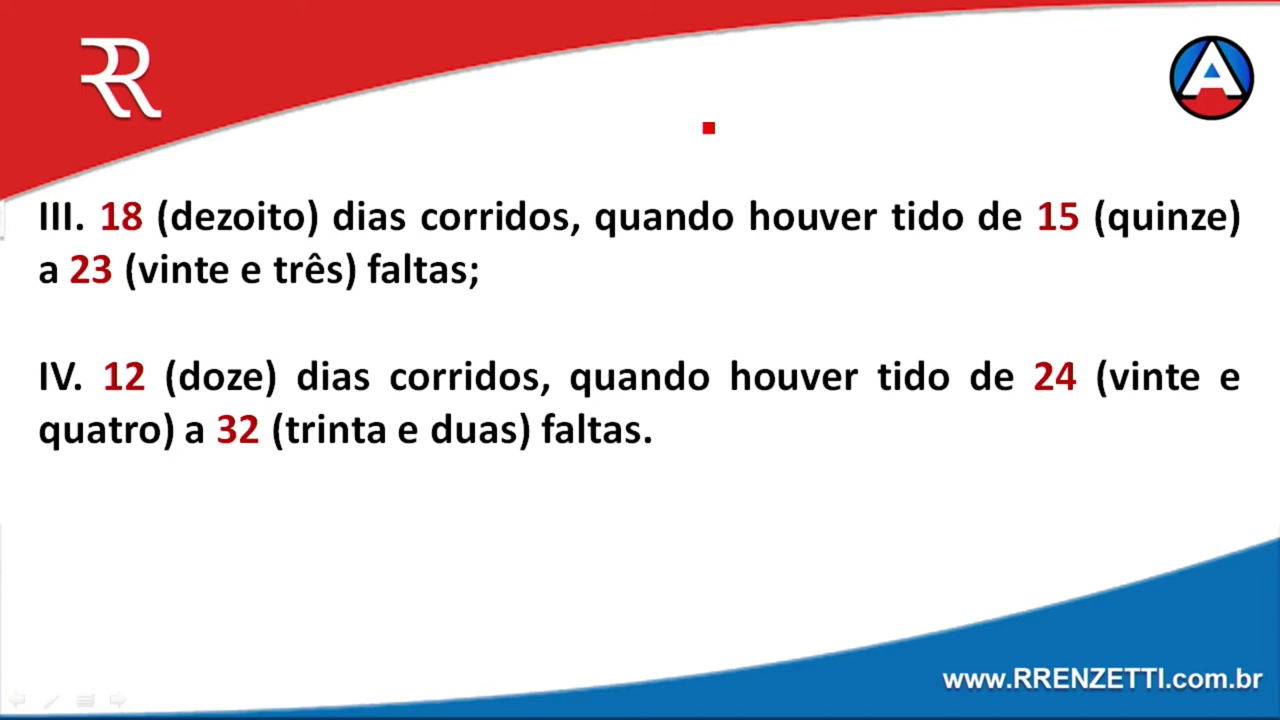 RR
A
III. 18 (dezoito) dias corridos, quando houver tido de 15 (quinze)
a 23 (vinte e três) faltas;
IV. 12 (doze) dias corridos, quando houver tido de 24 (vinte e
quatro) a 32 (trinta e duas) faltas.
www.RRENZETTI.com.br